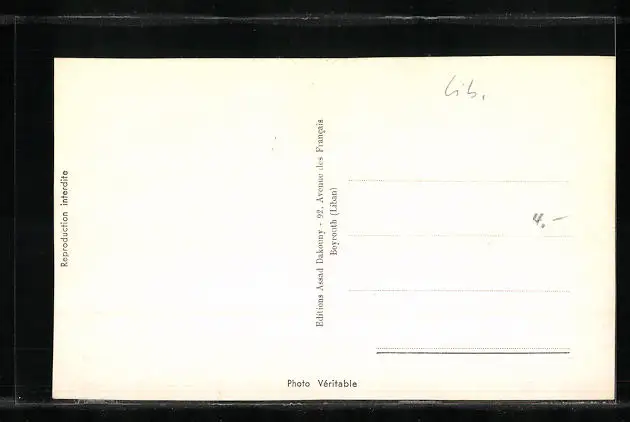 Lib.
Reproduction interdite
Editions Assad Dakouny - 92, Avenue des Français
Beyrouth (Liban)
4.-
Photo Véritable